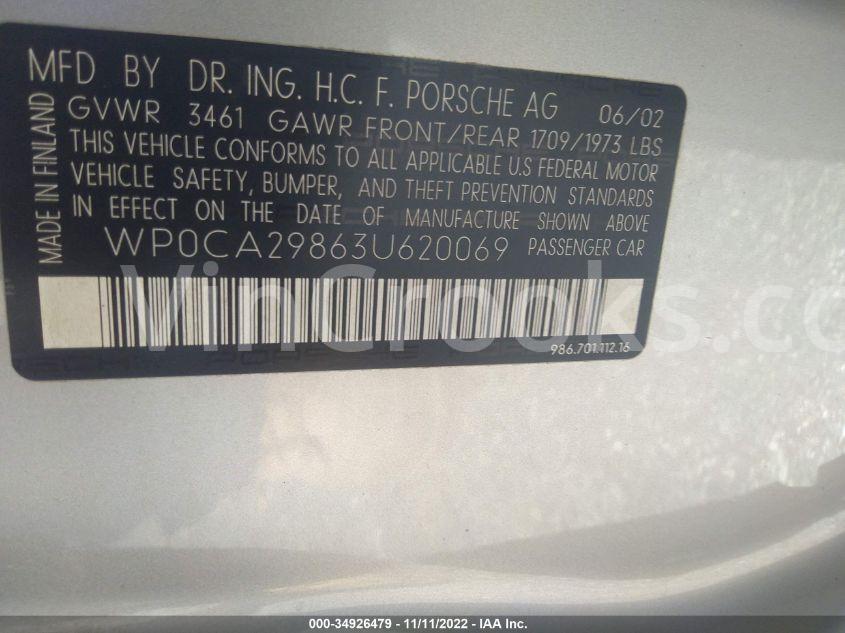 MFD BY DR. ING. H.C. F. PORSCHE AG 06/02
GVWR 3461 GAWR FRONT/REAR 1709/1973 LBS
THIS VEHICLE CONFORMS TO ALL APPLICABLE U.S FEDERAL MOTOR
VEHICLE SAFETY, BUMPER, AND THEFT PREVENTION STANDARDS
IN EFFECT ON THE DATE OF MANUFACTURE SHOWN ABOVE
WP0CA29863U620069 PASSENGER CAR
MADE IN FINLAND
986.701.112.16
VinCrooks.co
PORSCHE
000-34926479 - 11/11/2022 - IAA Inc.